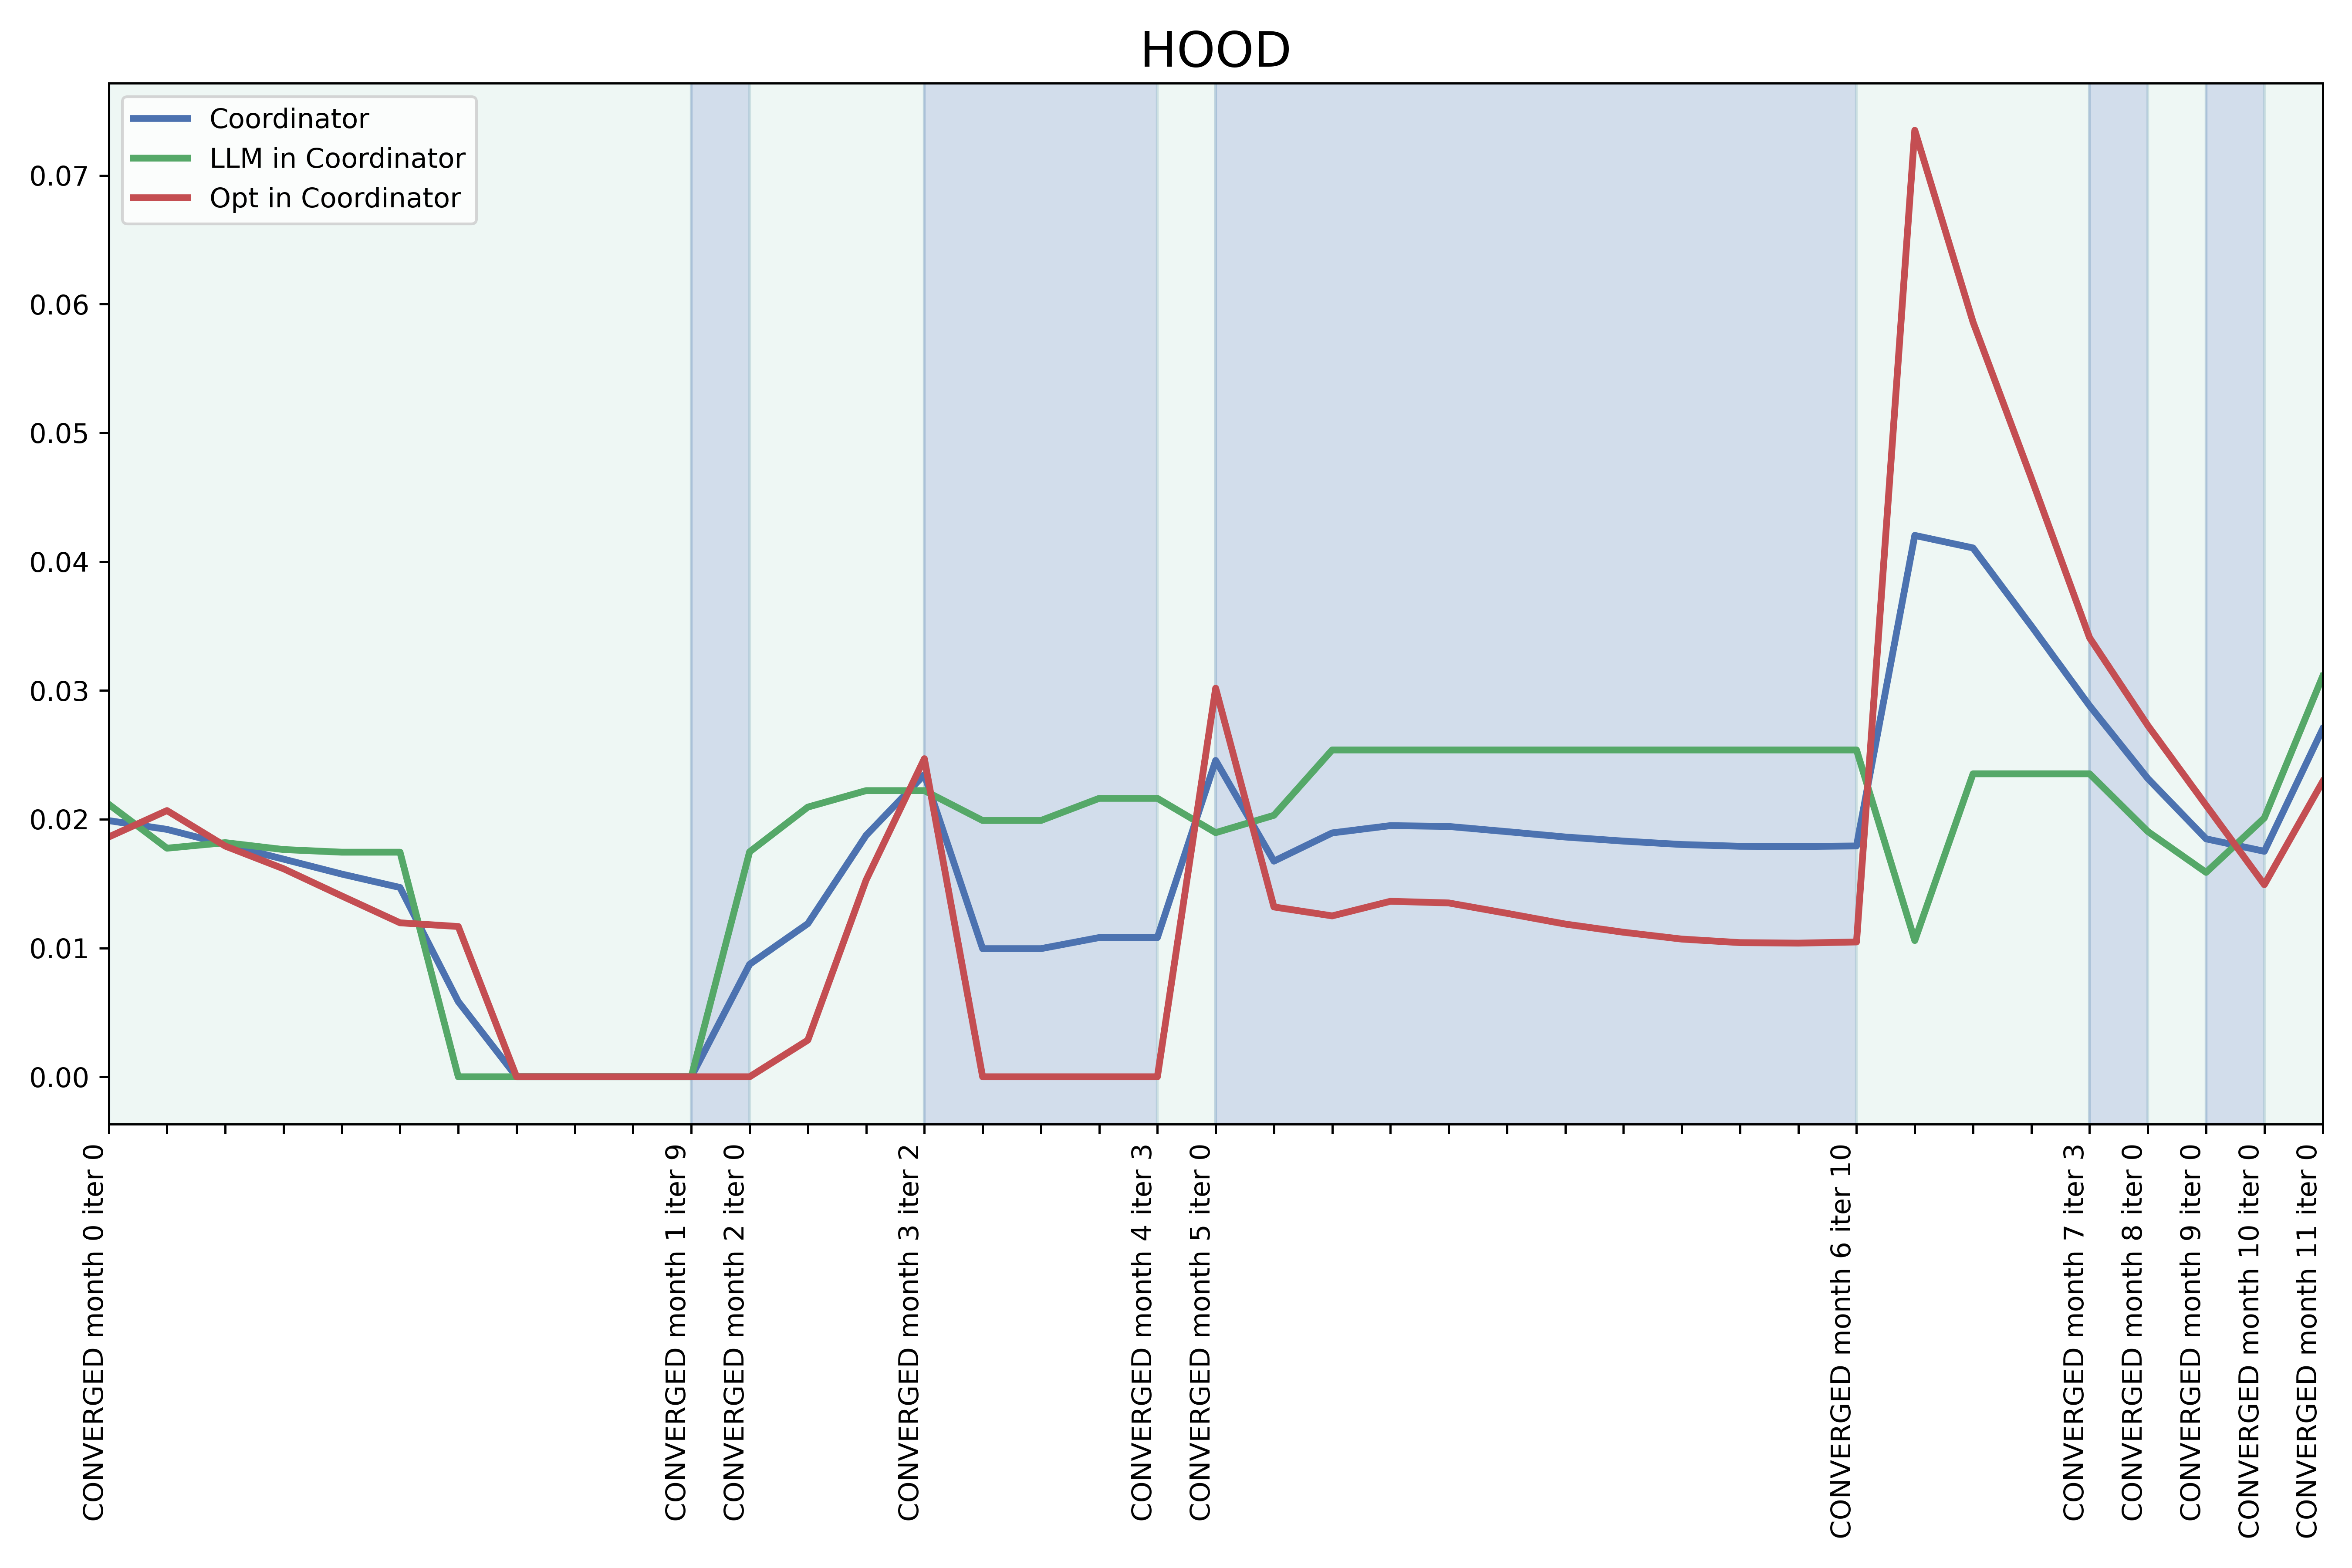 HOOD
Coordinator
LLM in Coordinator
Opt in Coordinator
0.07
0.06
0.05
0.04
0.03
0.02
0.01
0.00
CONVERGED month 0 iter 0
CONVERGED month 1 iter 9
CONVERGED month 2 iter 0
CONVERGED month 3 iter 2
CONVERGED month 4 iter 3
CONVERGED month 5 iter 0
CONVERGED month 6 iter 10
CONVERGED month 7 iter 3
CONVERGED month 8 iter 0
CONVERGED month 9 iter 0
CONVERGED month 10 iter 0
CONVERGED month 11 iter 0